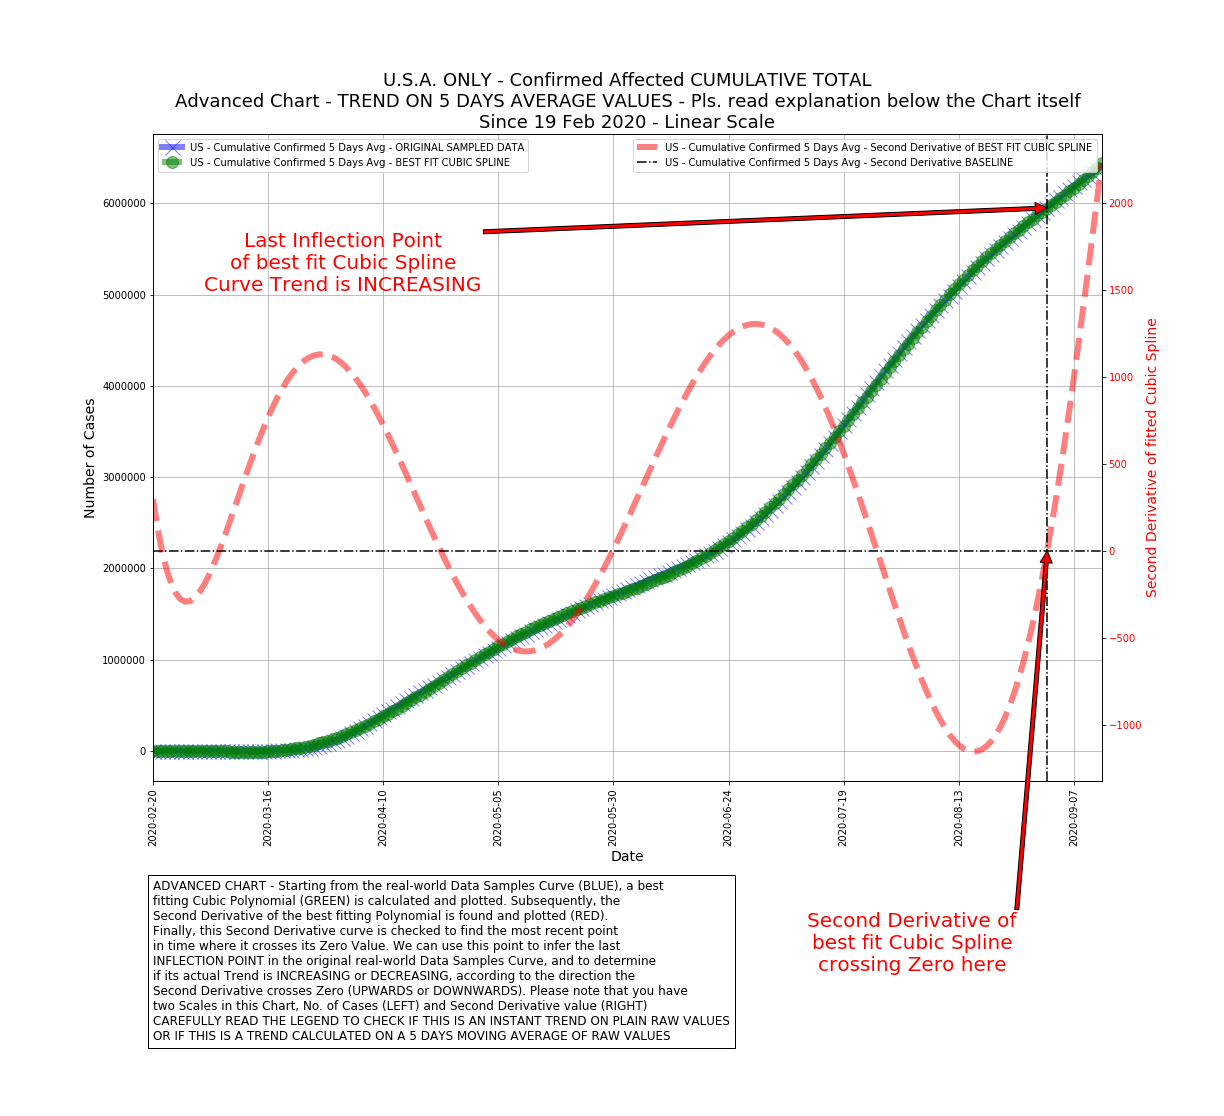 U.S.A. ONLY - Confirmed Affected CUMULATIVE TOTAL
Advanced Chart - TREND ON 5 DAYS AVERAGE VALUES - Pls. read explanation below the Chart itself
Since 19 Feb 2020 - Linear Scale
US - Cumulative Confirmed 5 Days Avg - ORIGINAL SAMPLED DATA
US - Cumulative Confirmed 5 Days Avg - BEST FIT CUBIC SPLINE
US - Cumulative Confirmed 5 Days Avg - Second Derivative of BEST FIT CUBIC SPLINE
US - Cumulative Confirmed 5 Days Avg - Second Derivative BASELINE
Last Inflection Point
of best fit Cubic Spline
Curve Trend is INCREASING
Number of Cases
6000000
5000000
4000000
3000000
2000000
1000000
0
2000
1500
1000
500
0
−500
−1000
Second Derivative of fitted Cubic Spline
2020-02-20
2020-03-16
2020-04-10
2020-05-05
2020-05-30
2020-06-24
2020-07-19
2020-08-13
2020-09-07
Date
ADVANCED CHART - Starting from the real-world Data Samples Curve (BLUE), a best
fitting Cubic Polynomial (GREEN) is calculated and plotted. Subsequently, the
Second Derivative of the best fitting Polynomial is found and plotted (RED).
Finally, this Second Derivative curve is checked to find the most recent point
in time where it crosses its Zero Value. We can use this point to infer the last
INFLECTION POINT in the original real-world Data Samples Curve, and to determine
if its actual Trend is INCREASING or DECREASING, according to the direction the
Second Derivative crosses Zero (UPWARDS or DOWNWARDS). Please note that you have
two Scales in this Chart, No. of Cases (LEFT) and Second Derivative value (RIGHT)
CAREFULLY READ THE LEGEND TO CHECK IF THIS IS AN INSTANT TREND ON PLAIN RAW VALUES
OR IF THIS IS A TREND CALCULATED ON A 5 DAYS MOVING AVERAGE OF RAW VALUES
Second Derivative of
best fit Cubic Spline
crossing Zero here